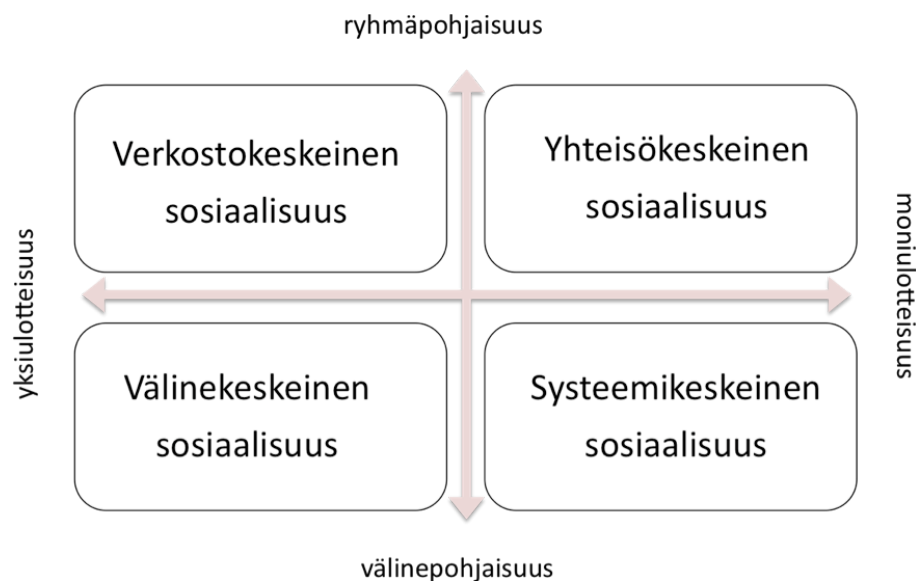 ryhmäpohjaisuus
Verkostokeskeinen
sosiaalisuus
Yhteisökeskeinen
sosiaalisuus
yksiulotteisuus
moniulotteisuus
Välinekeskeinen
sosiaalisuus
Systeemikeskeinen
sosiaalisuus
välinepohjaisuus